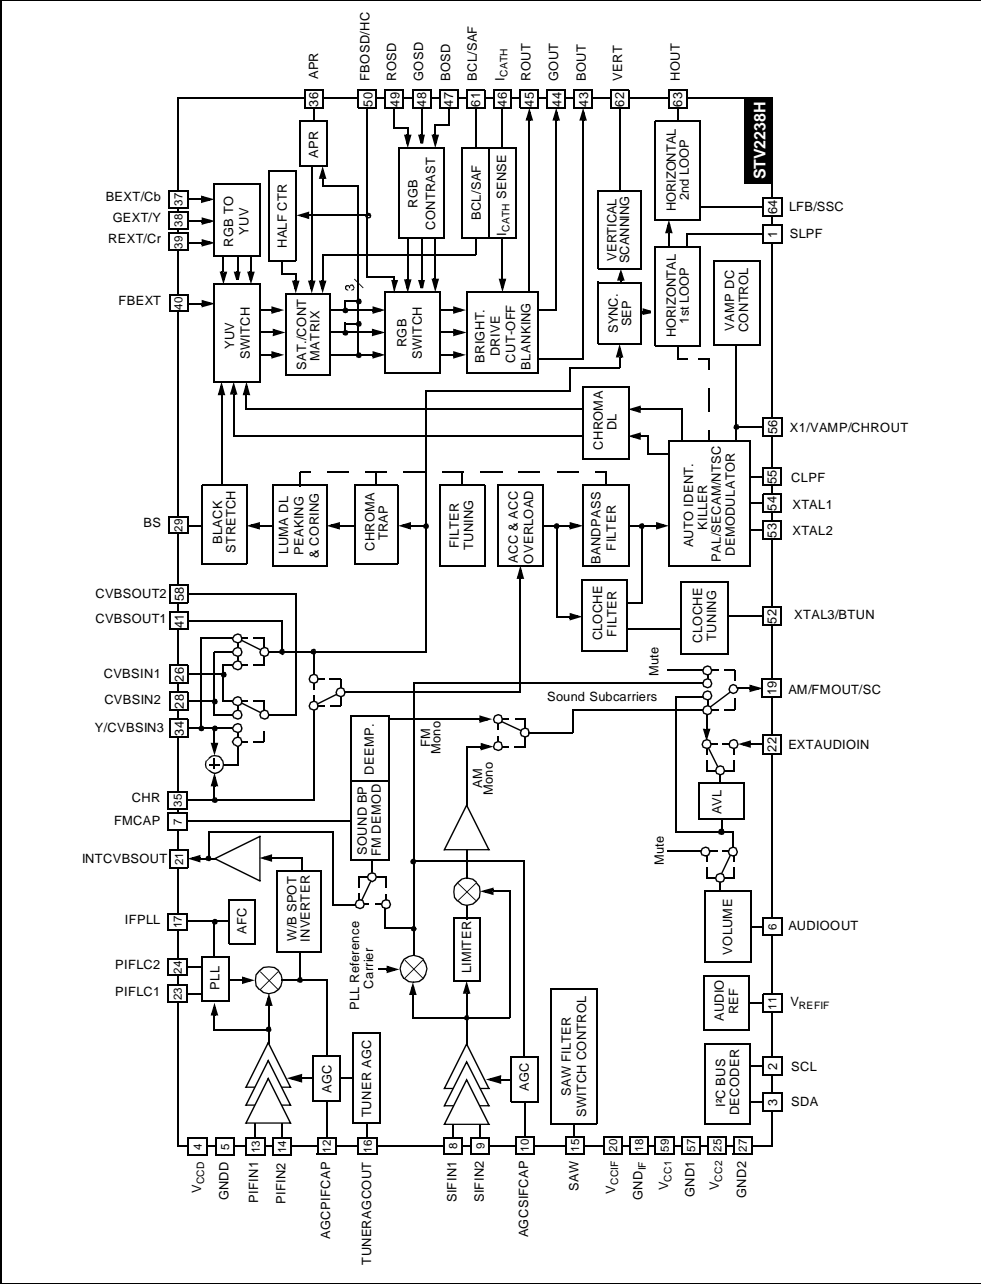 STV2238H
APR
FBOSD/HC
ROSD
GOSD
BOSD
BCL/SAF
ICATH
ROUT
GOUT
BOUT
VERT
HOUT
36
50
49
48
47
61
46
45
44
43
62
63
BEXT/Cb
37
GEXT/Y
38
REXT/Cr
39
FBEXT
40
BS
29
CVBSOUT2
58
CVBSOUT1
41
CVBSIN1
26
CVBSIN2
28
Y/CVBSIN3
34
CHR
35
FMCAP
7
INTCVBSOUT
21
IFPLL
17
PIFLC2
24
PIFLC1
23
RGB TO
YUV
HALF CTR
APR
RGB
CONTRAST
BCL/SAF
ICATH SENSE
VERTICAL
SCANNING
HORIZONTAL
2nd LOOP
YUV
SWITCH
SAT./CONT
MATRIX
3
RGB
SWITCH
BRIGHT.
DRIVE
CUT-OFF
BLANKING
SYNC.
SEP
HORIZONTAL
1st LOOP
VAMP DC
CONTROL
CHROMA
DL
BLACK
STRETCH
LUMA DL
PEAKING
& CORING
CHROMA
TRAP
FILTER
TUNING
ACC & ACC
OVERLOAD
BANDPASS
FILTER
AUTO IDENT.
KILLER
PAL/SECAM/NTSC
DEMODULATOR
CLOCHE
FILTER
CLOCHE
TUNING
Mute
Sound Subcarriers
FM
Mono
AM
Mono
DEEMP.
SOUND BP
FM DEMOD
AVL
Mute
VOLUME
W/B SPOT
INVERTER
AFC
PLL
PLL Reference
Carrier
LIMITER
AGC
TUNER AGC
AGC
SAW FILTER
SWITCH CONTROL
AUDIO
REF
I²C BUS
DECODER
64
LFB/SSC
1
SLPF
56
X1/VAMP/CHROUT
55
CLPF
54
XTAL1
53
XTAL2
52
XTAL3/BTUN
19
AM/FMOUT/SC
22
EXTAUDIOIN
6
AUDIOOUT
11
VREFIF
2
SCL
3
SDA
4
5
13
14
12
16
8
9
10
15
20
18
59
57
25
27
VCCD
GNDD
PIFIN1
PIFIN2
AGCPIFCAP
TUNERAGCOUT
SIFIN1
SIFIN2
AGCSIFCAP
SAW
VCCIF
GNDIF
VCC1
GND1
VCC2
GND2